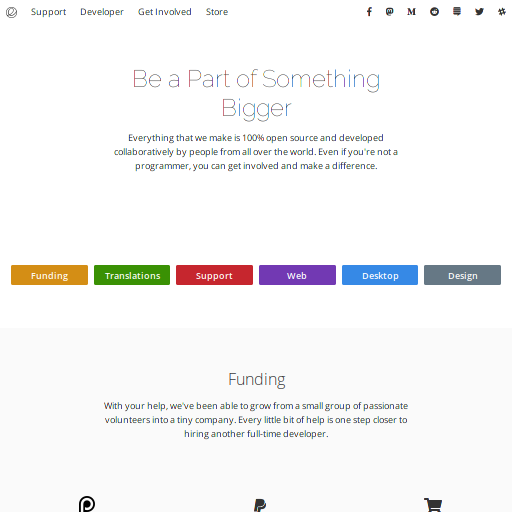 Support Developer Get Involved Store
Be a Part of Something
Bigger
Everything that we make is 100% open source and developed
collaboratively by people from all over the world. Even if you're not a
programmer, you can get involved and make a difference.
Funding Translations Support Web Desktop Design
Funding
With your help, we've been able to grow from a small group of passionate
volunteers into a tiny company. Every little bit of help is one step closer to
hiring another full-time developer.